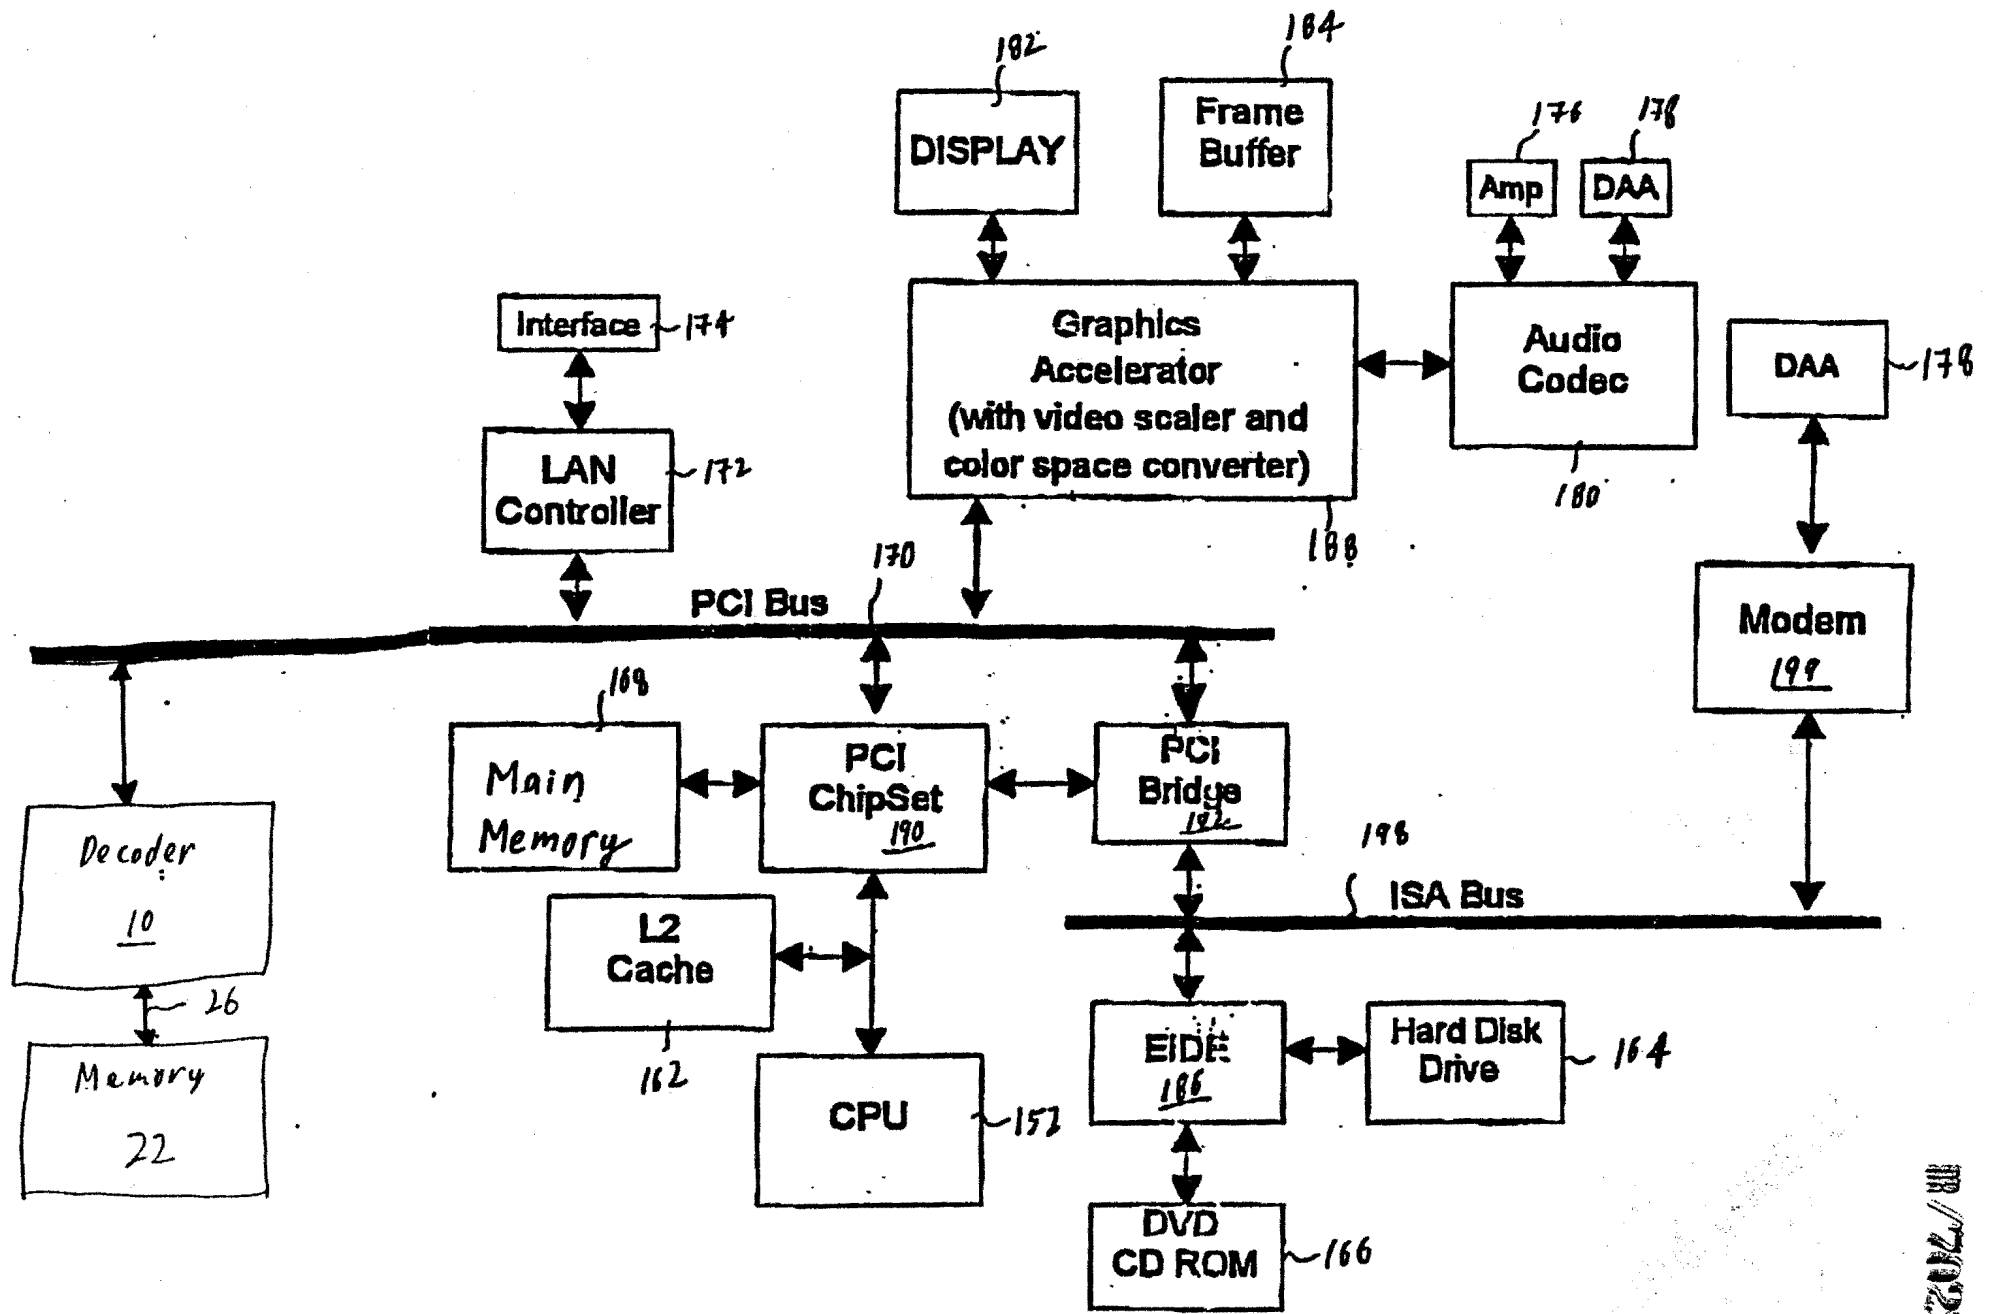 182
184
DISPLAY
Frame
Buffer
176
178
Amp
DAA
Interface
174
Graphics
Accelerator
(with video scaler and
color space converter)
188
Audio
Codec
180
DAA
178
LAN
Controller
172
170
PCI Bus
Modem
199
168
Main
Memory
PCI
ChipSet
190
PCI
Bridge
192
Decoder
10
198
ISA Bus
L2
Cache
162
26
Memory
22
CPU
152
EIDE
186
Hard Disk
Drive
164
DVD
CD ROM
166